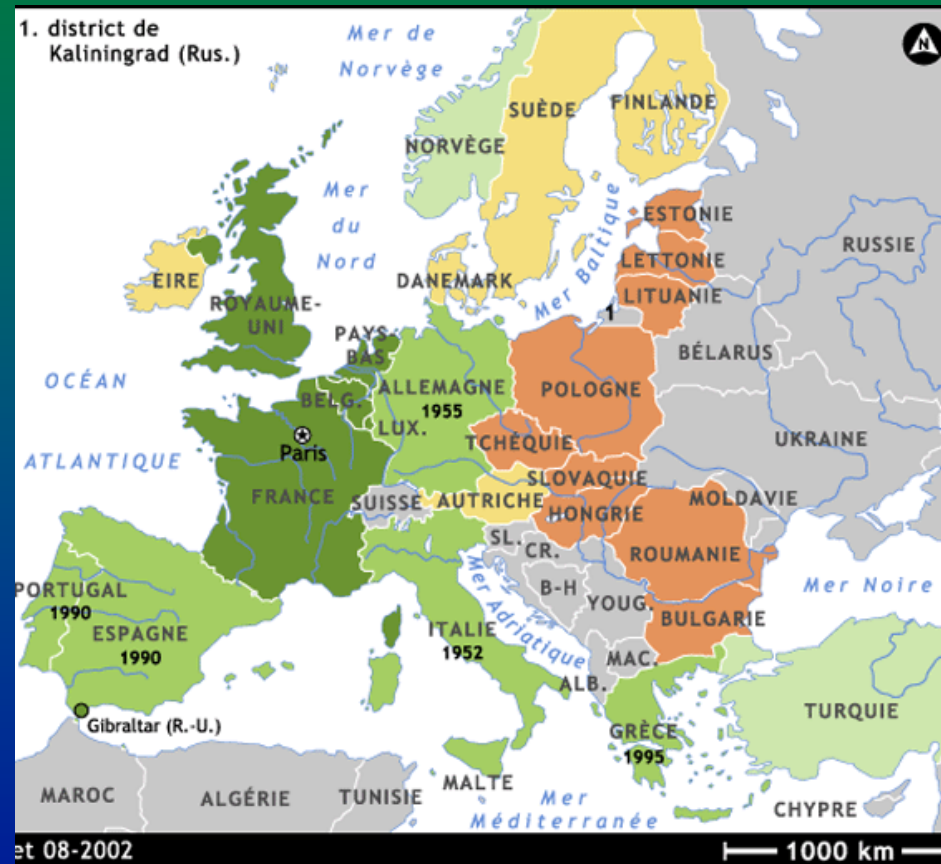 1. district de
Kaliningrad (Rus.)
N
Mer de
Norvège
SUÈDE
FINLANDE
NORVÈGE
Mer
du
Nord
Mer Baltique
ESTONIE
LETTONIE
LITUANIE
RUSSIE
EIRE
DANEMARK
ROYAUME-
UNI
1
PAYS-
BAS
BÉLARUS
OCÉAN
ATLANTIQUE
ALLEMAGNE
1955
POLOGNE
BELG.
LUX.
Paris
TCHÉQUIE
UKRAINE
FRANCE
SUISSE
AUTRICHE
SLOVAQUIE
HONGRIE
MOLDAVIE
SL.
CR.
ROUMANIE
B-H
YOUG.
Mer Adriatique
Mer Noire
PORTUGAL
1990
ESPAGNE
1990
ITALIE
1952
BULGARIE
MAC.
ALB.
Gibraltar (R.-U.)
GRÈCE
1995
TURQUIE
MAROC
ALGÉRIE
TUNISIE
MALTE
Mer
Méditerranée
CHYPRE
et 08-2002
1000 km